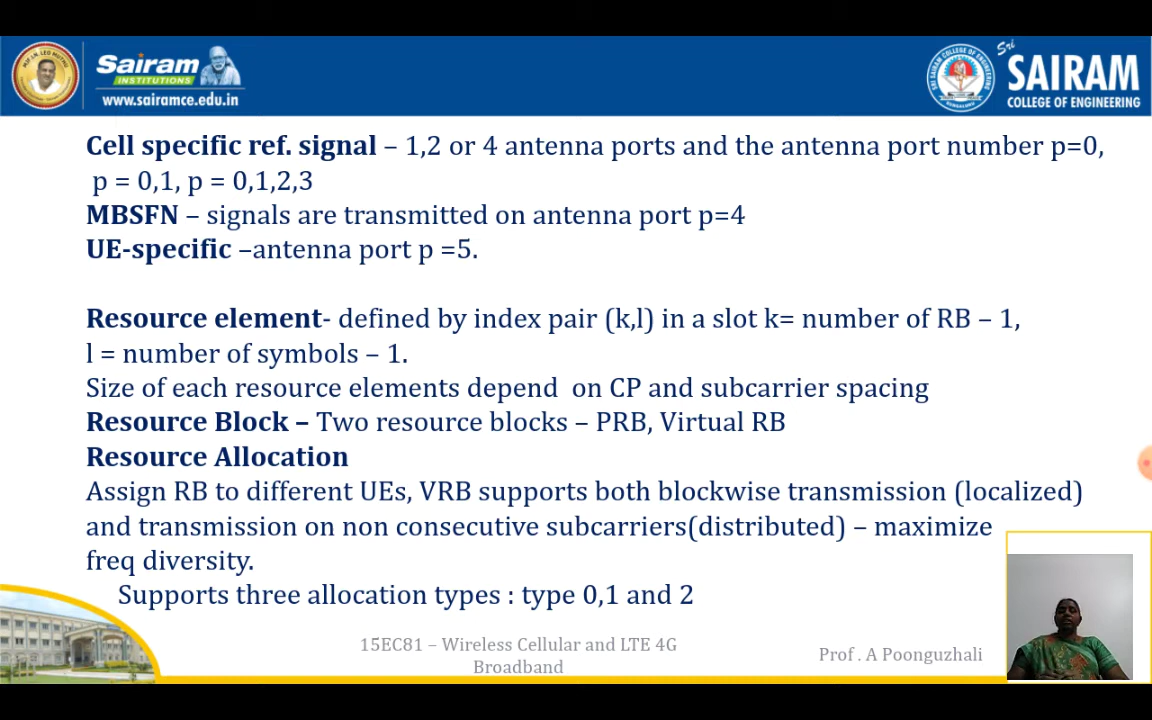 Sairam
INSTITUTIONS
www.sairamce.edu.in
Sri
SAIRAM
COLLEGE OF ENGINEERING
Cell specific ref. signal – 1,2 or 4 antenna ports and the antenna port number p=0,
p = 0,1, p = 0,1,2,3
MBSFN – signals are transmitted on antenna port p=4
UE-specific –antenna port p =5.
Resource element- defined by index pair (k,l) in a slot k= number of RB – 1,
l = number of symbols – 1.
Size of each resource elements depend on CP and subcarrier spacing
Resource Block – Two resource blocks – PRB, Virtual RB
Resource Allocation
Assign RB to different UEs, VRB supports both blockwise transmission (localized)
and transmission on non consecutive subcarriers(distributed) – maximize
freq diversity.
Supports three allocation types : type 0,1 and 2
15EC81 – Wireless Cellular and LTE 4G
Broadband
Prof . A Poonguzhali